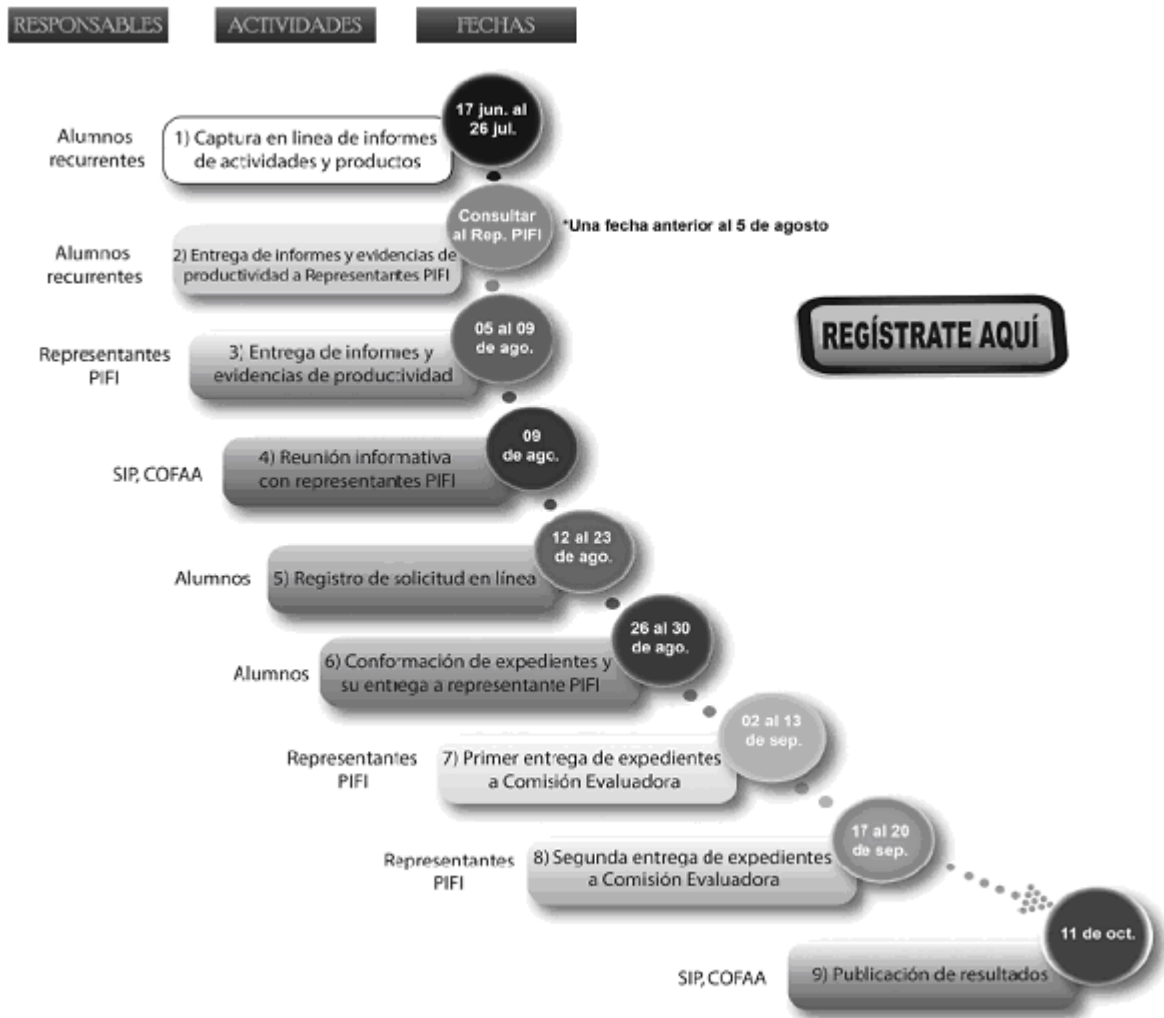 RESPONSABLES
ACTIVIDADES
FECHAS
17 jun. al
26 jul.
Alumnos
recurrentes
1) Captura en linea de informes
de actividades y productos
Consultar
al Rep. PIFI
*Una fecha anterior al 5 de agosto
Alumnos
recurrentes
2) Entrega de informes y evidencias de
productividad a Representantes PIFI
05 al 09
de ago.
Representantes
PIFI
3) Entrega de informes y
evidencias de productividad
REGÍSTRATE AQUÍ
09
de ago.
SIP, COFAA
4) Reunión informativa
con representantes PIFI
12 al 23
de ago.
Alumnos
5) Registro de solicitud en línea
26 al 30
de ago.
Alumnos
6) Conformación de expedientes y
su entrega a representante PIFI
02 al 13
de sep.
Representantes
PIFI
7) Primer entrega de expedientes
a Comisión Evaluadora
17 al 20
de sep.
Representantes
PIFI
8) Segunda entrega de expedientes
a Comisión Evaluadora
11 de oct.
SIP, COFAA
9) Publicación de resultados